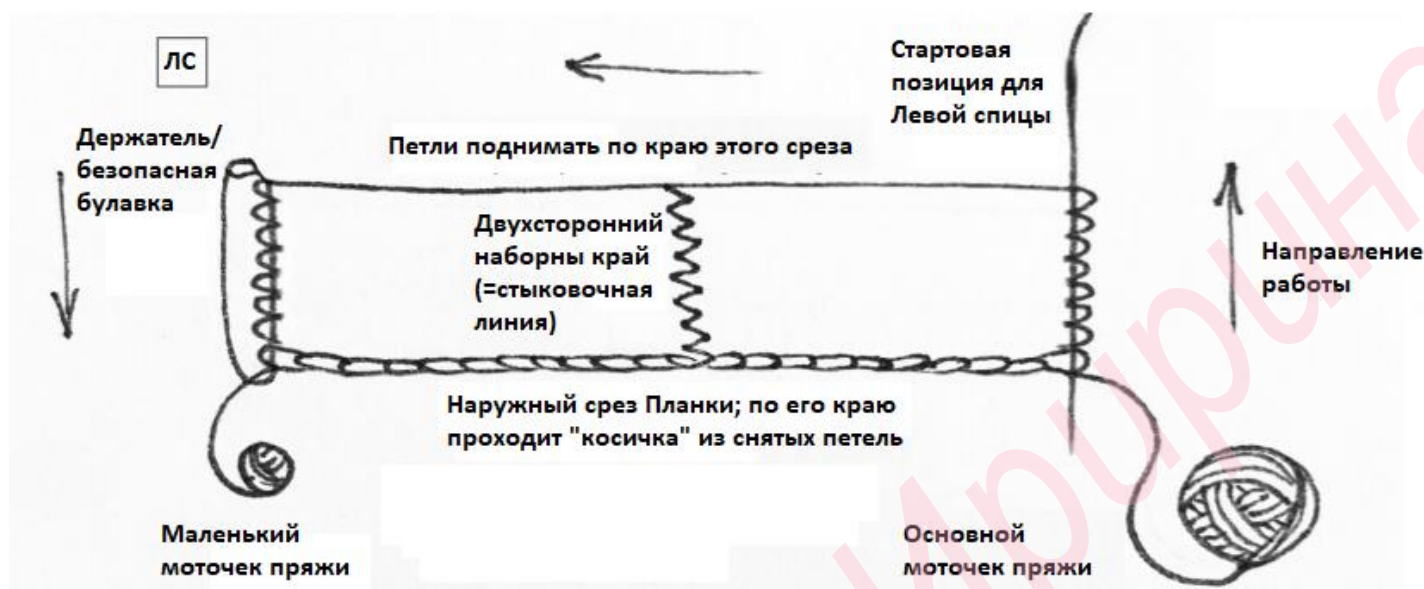 ЛС
Стартовая
позиция для
Левой спицы
Держатель/
безопасная
булавка
Петли поднимать по краю этого среза
Двухсторонний
наборны край
(=стыковочная
линия)
Направление
работы
Наружный срез Планки; по его краю
проходит "косичка" из снятых петель
Маленький
моточек пряжи
Основной
моточек пряжи